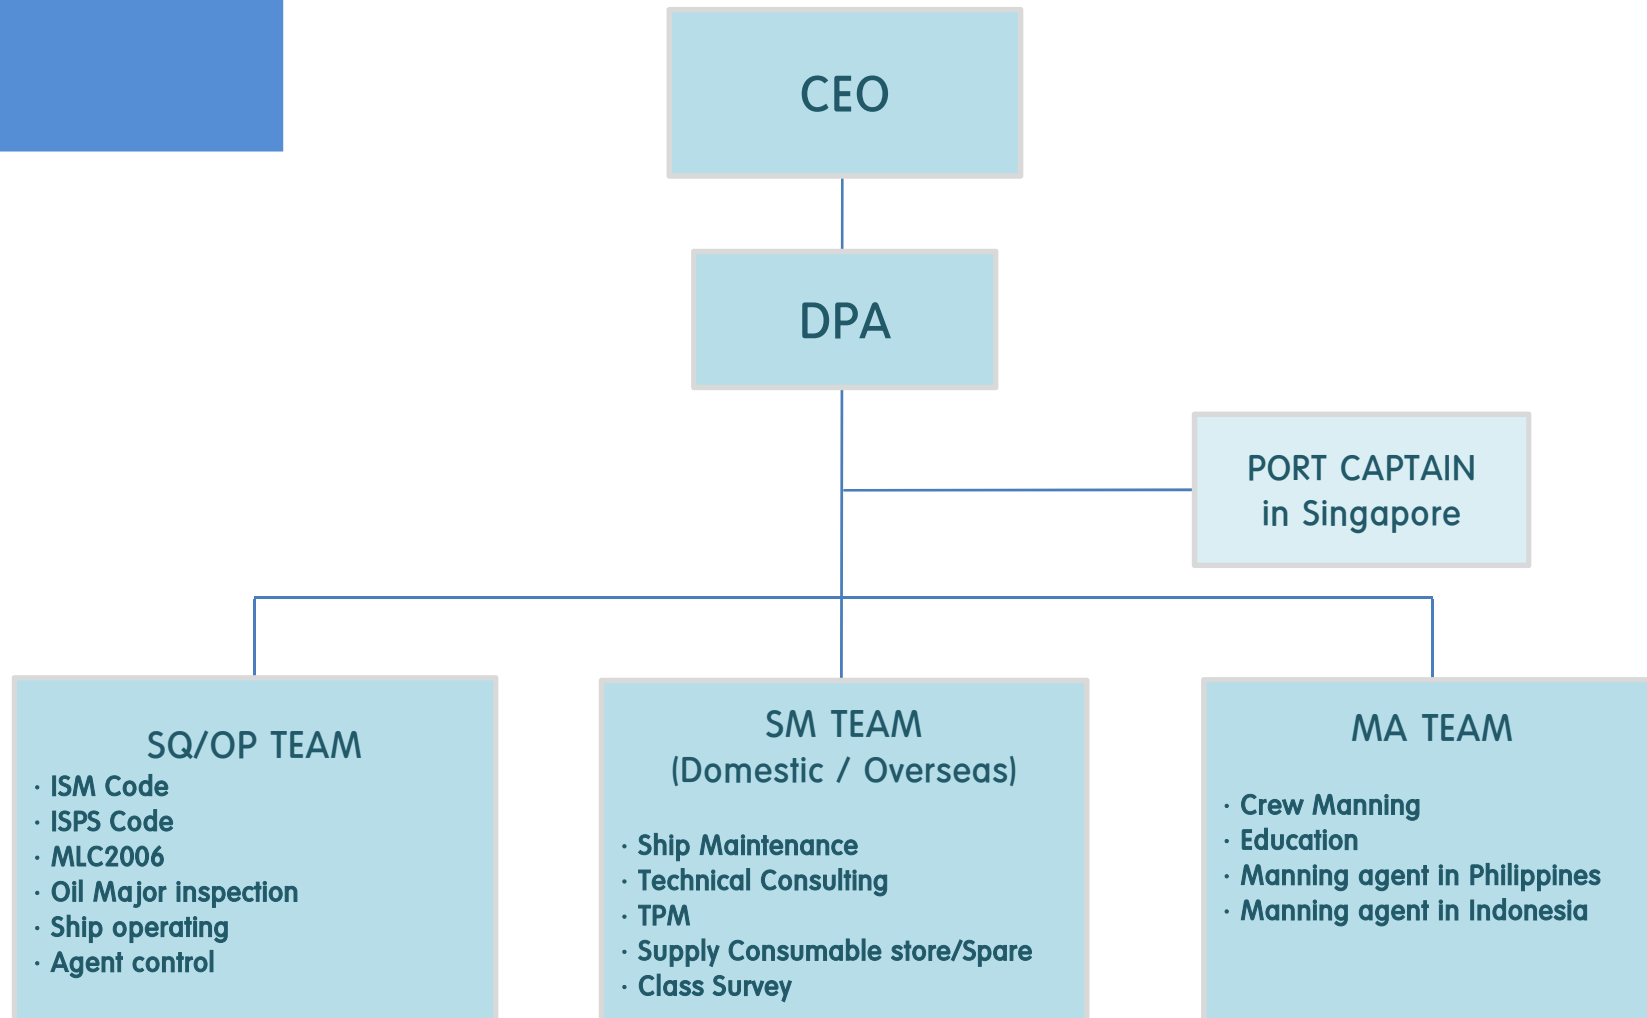 CEO
DPA
PORT CAPTAIN
in Singapore
SQ/OP TEAM
· ISM Code
· ISPS Code
· MLC2006
· Oil Major inspection
· Ship operating
· Agent control
SM TEAM
(Domestic / Overseas)
· Ship Maintenance
· Technical Consulting
· TPM
· Supply Consumable store/Spare
· Class Survey
MA TEAM
· Crew Manning
· Education
· Manning agent in Philippines
· Manning agent in Indonesia